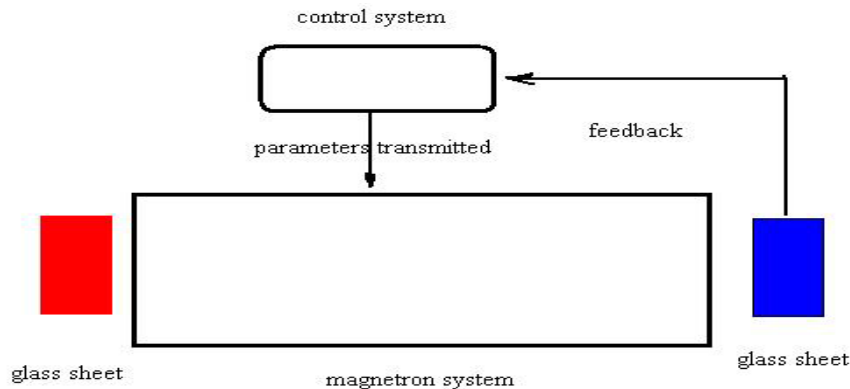 control system
feedback
parameters transmitted
glass sheet
glass sheet
magnetron system